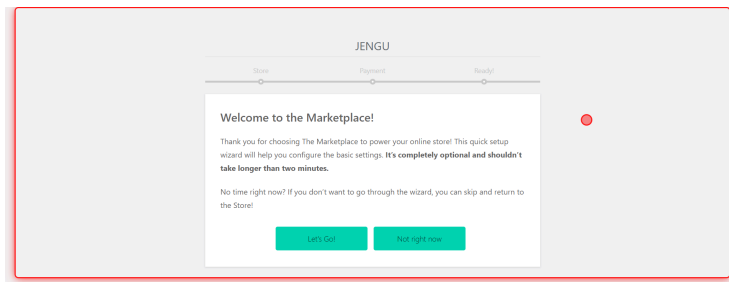 JENGU
Store Payment Ready!
Welcome to the Marketplace!
Thank you for choosing The Marketplace to power your online store! This quick setup
wizard will help you configure the basic settings. It's completely optional and shouldn't
take longer than two minutes.
No time right now? If you don't want to go through the wizard, you can skip and return to
the Store!
Let's Go! Not right now